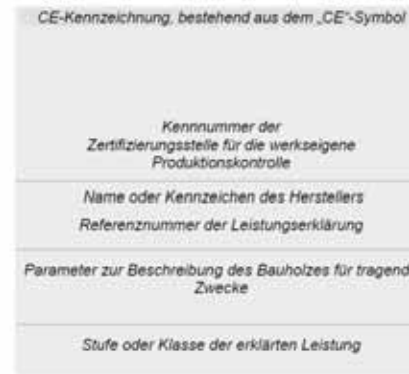 CE-Kennzeichnung, bestehend aus dem „CE“-Symbol
Kennnummer der
Zertifizierungsstelle für die werkseigene
Produktionskontrolle
Name oder Kennzeichen des Herstellers
Referenznummer der Leistungserklärung
Parameter zur Beschreibung des Bauholzes für tragend
Zwecke
Stufe oder Klasse der erklärten Leistung